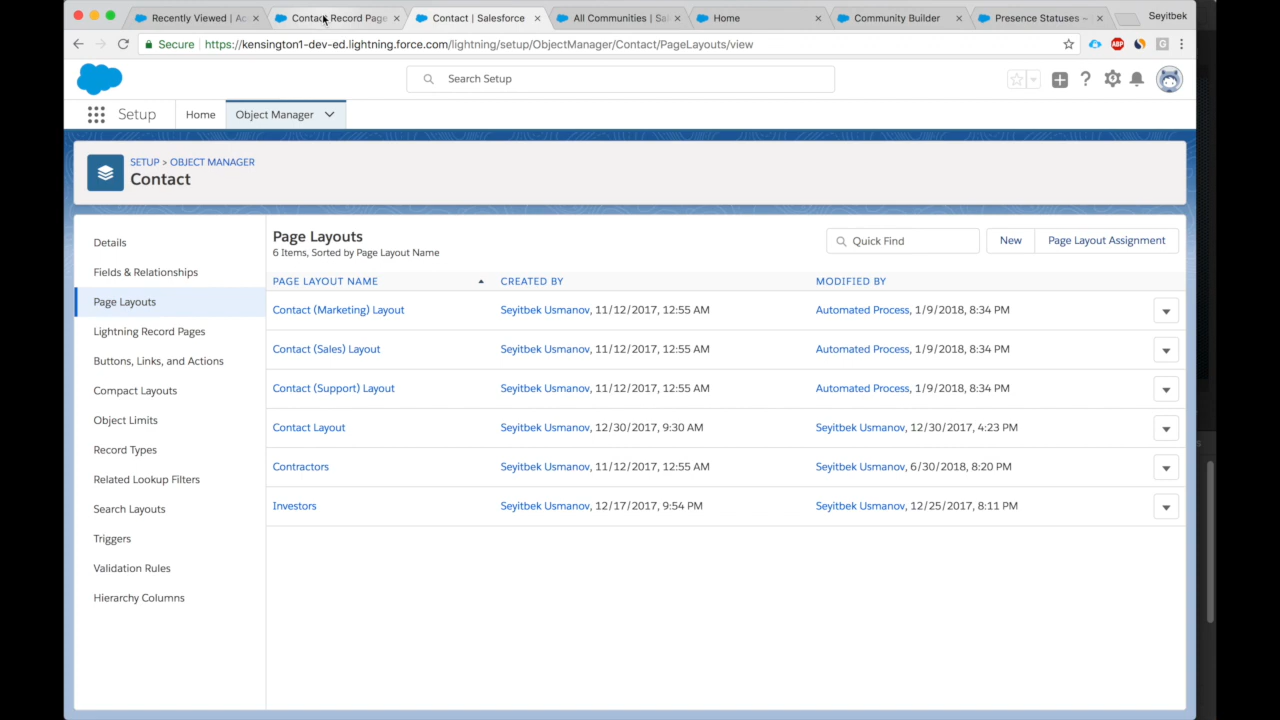 Recently Viewed | Ac
Contact Record Page
Contact | Salesforce
All Communities | Sal
Home
Community Builder
Presence Statuses ~
Seyitbek
Secure
https://kensington1-dev-ed.lightning.force.com/lightning/setup/ObjectManager/Contact/PageLayouts/view
ABP
G
Search Setup
Setup
Home
Object Manager
SETUP > OBJECT MANAGER
Contact
Details
Fields & Relationships
Page Layouts
Lightning Record Pages
Buttons, Links, and Actions
Compact Layouts
Object Limits
Record Types
Related Lookup Filters
Search Layouts
Triggers
Validation Rules
Hierarchy Columns
Page Layouts
6 Items, Sorted by Page Layout Name
Quick Find
New
Page Layout Assignment
PAGE LAYOUT NAME CREATED BY MODIFIED BY
Contact (Marketing) Layout Seyitbek Usmanov, 11/12/2017, 12:55 AM Automated Process, 1/9/2018, 8:34 PM
Contact (Sales) Layout Seyitbek Usmanov, 11/12/2017, 12:55 AM Automated Process, 1/9/2018, 8:34 PM
Contact (Support) Layout Seyitbek Usmanov, 11/12/2017, 12:55 AM Automated Process, 1/9/2018, 8:34 PM
Contact Layout Seyitbek Usmanov, 12/30/2017, 9:30 AM Seyitbek Usmanov, 12/30/2017, 4:23 PM
Contractors Seyitbek Usmanov, 11/12/2017, 12:55 AM Seyitbek Usmanov, 6/30/2018, 8:20 PM
Investors Seyitbek Usmanov, 12/17/2017, 9:54 PM Seyitbek Usmanov, 12/25/2017, 8:11 PM